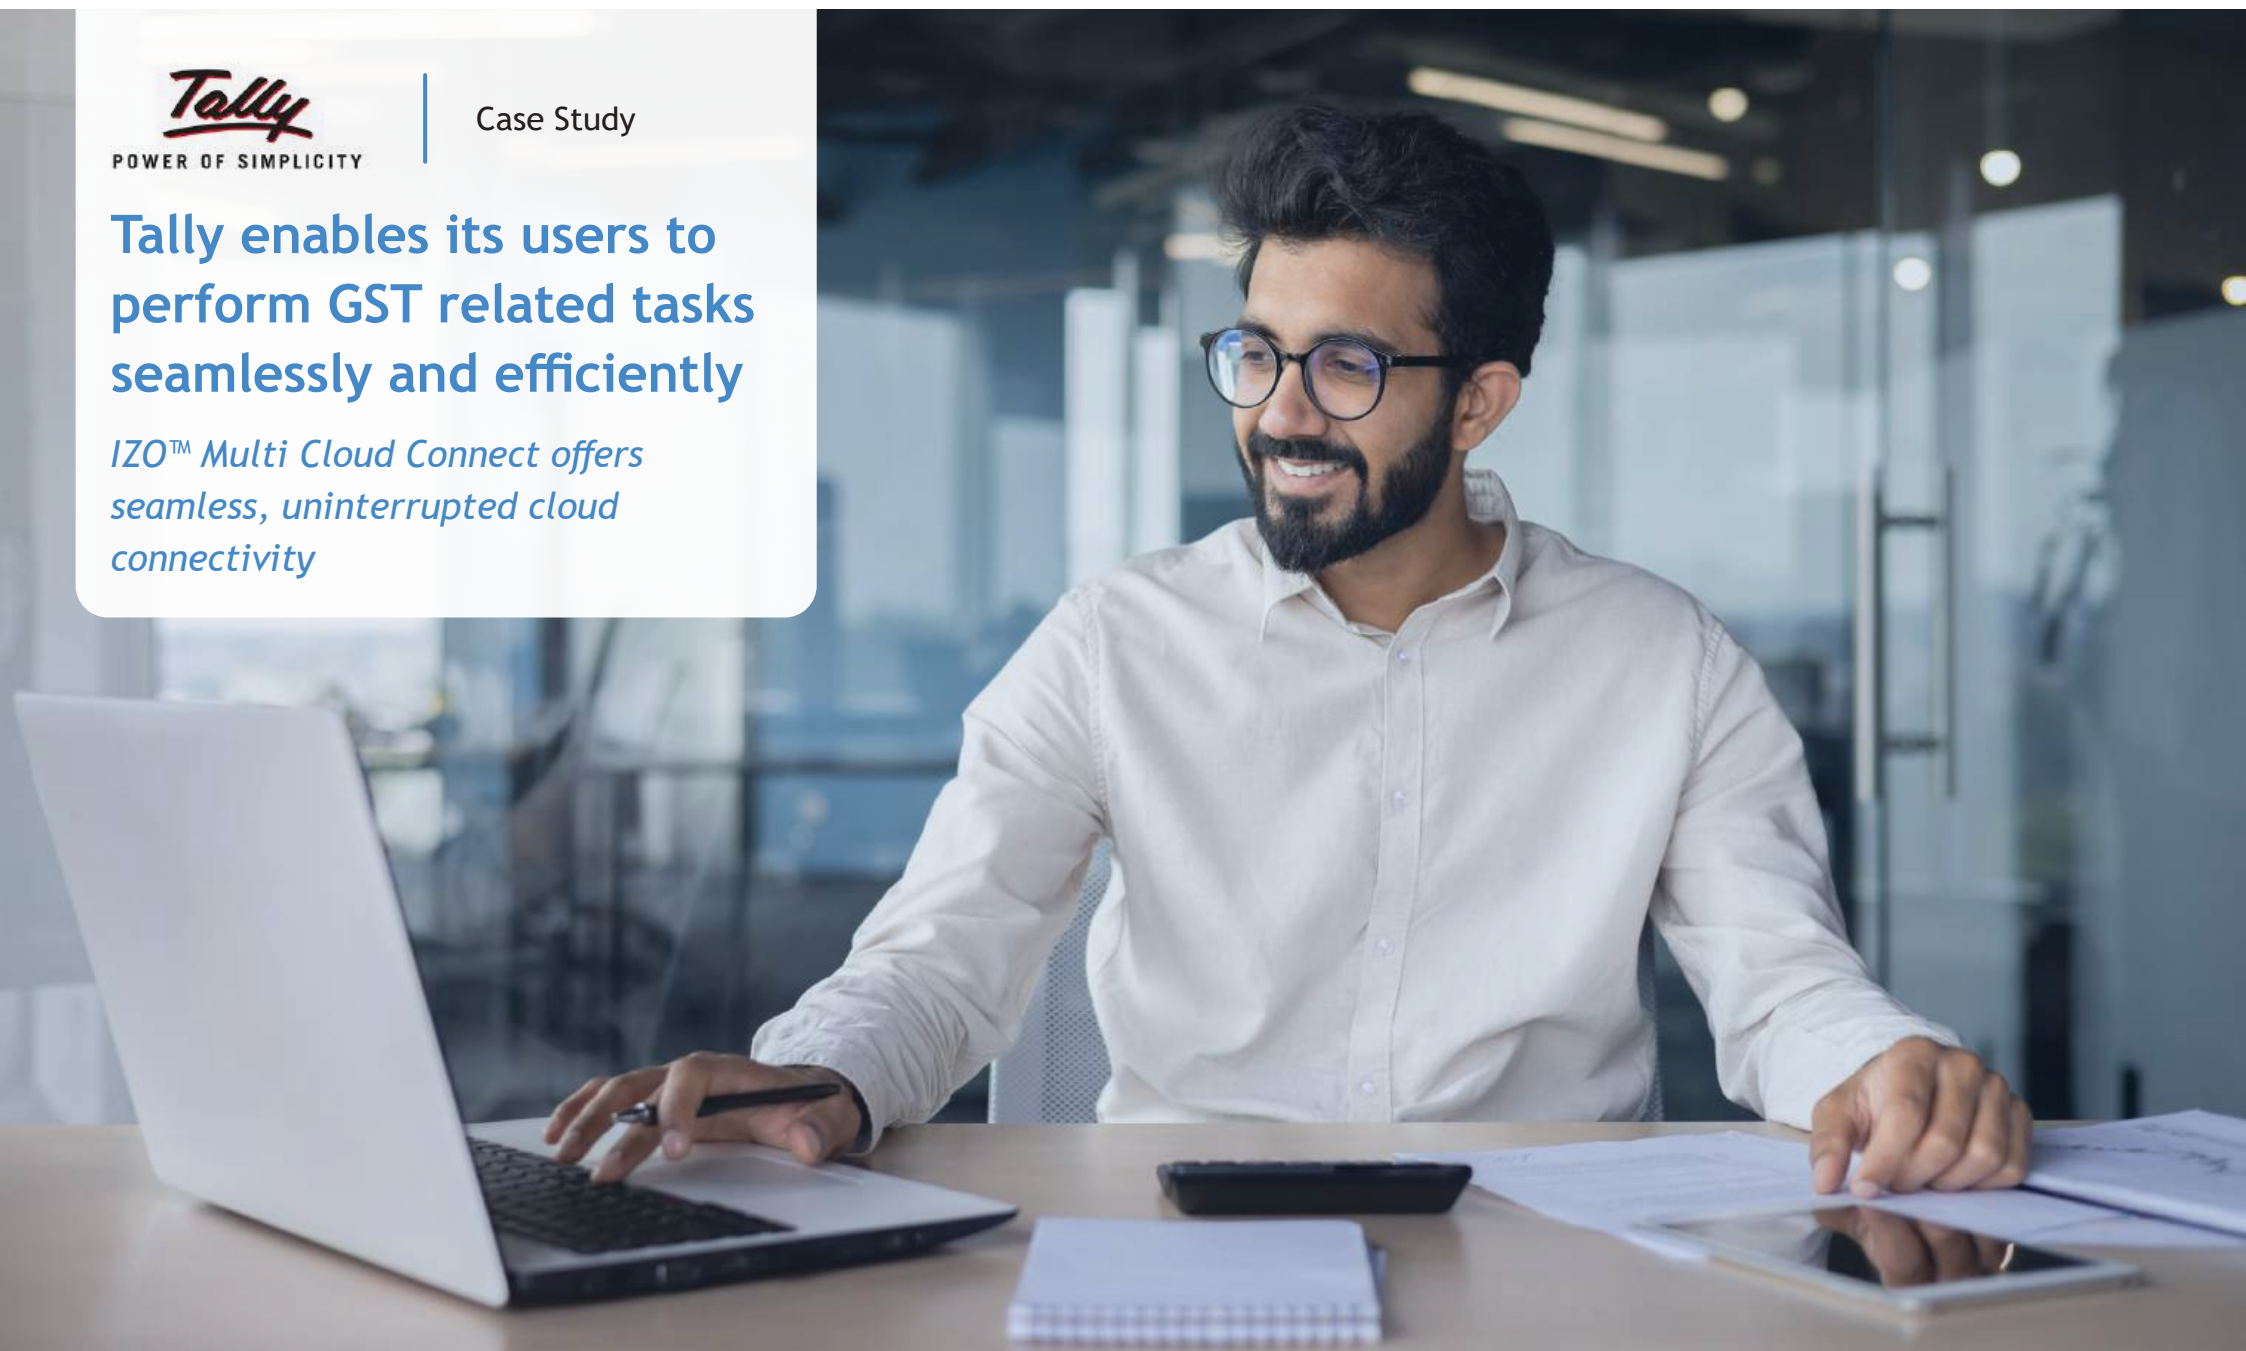 Tally
POWER OF SIMPLICITY
Case Study
Tally enables its users to
perform GST related tasks
seamlessly and efficiently
IZO™ Multi Cloud Connect offers
seamless, uninterrupted cloud
connectivity